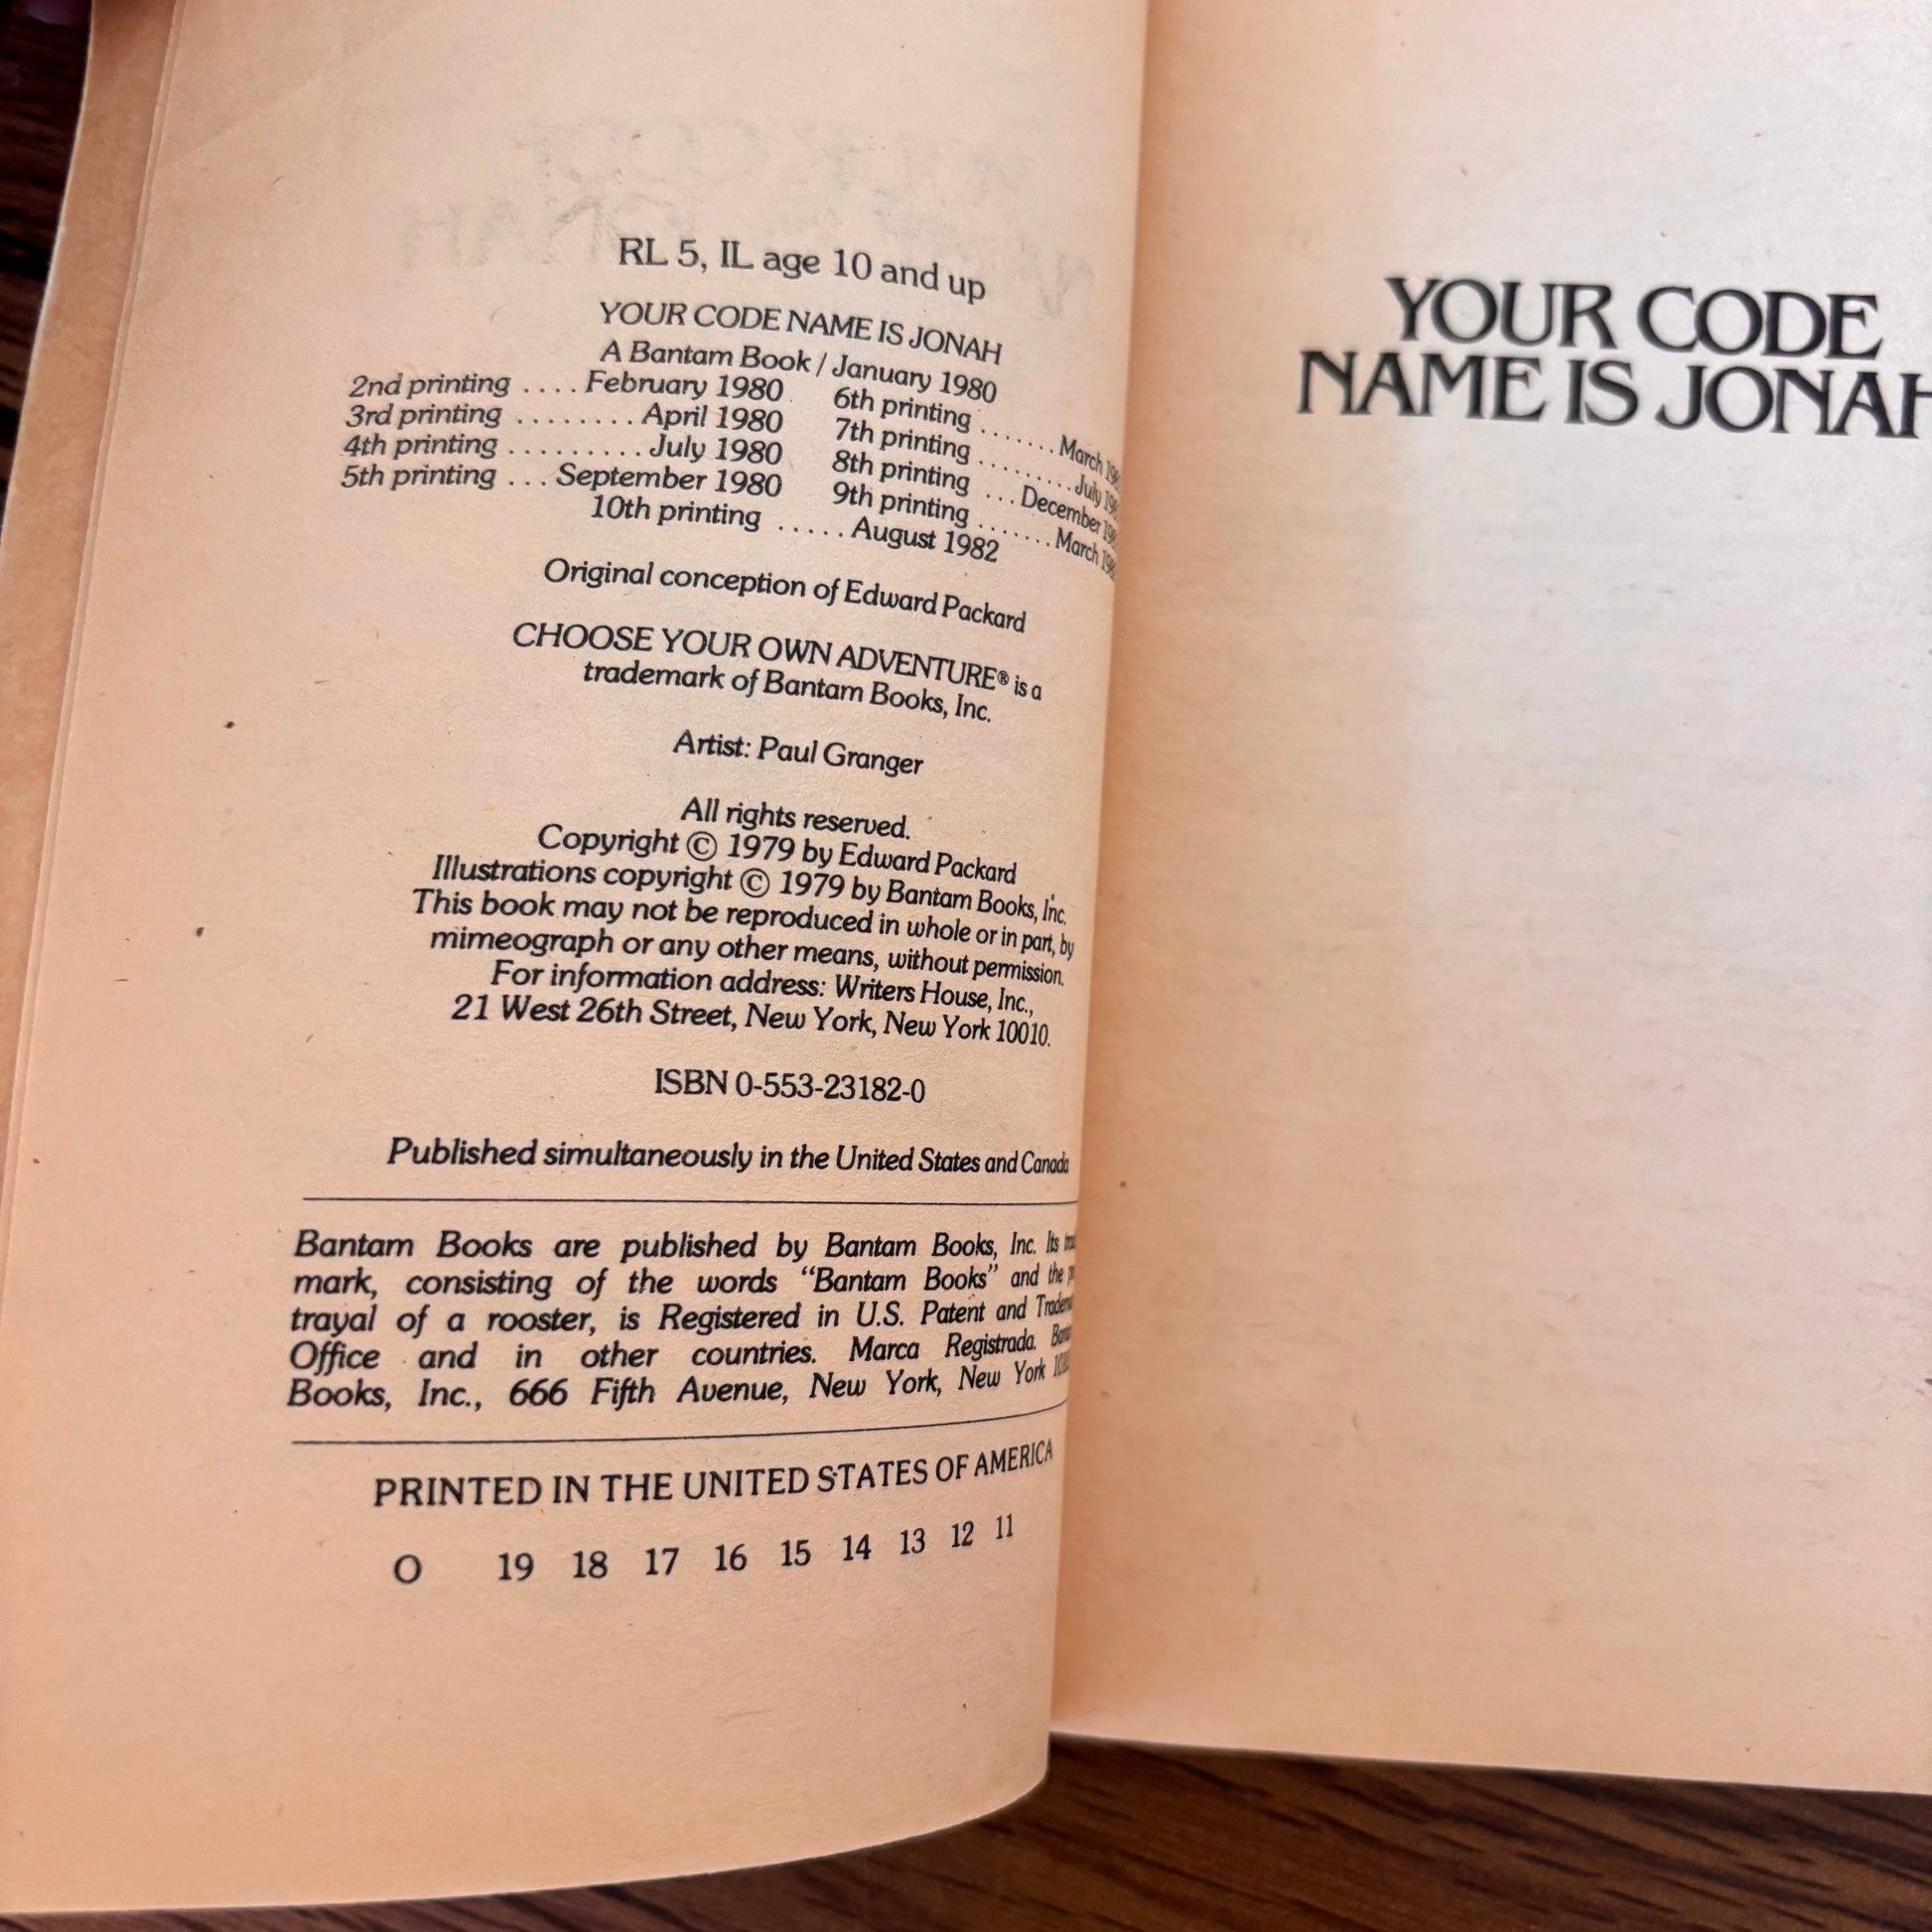 RL 5, IL age 10 and up
YOUR CODE NAME IS JONAH
A Bantam Book / January 1980
2nd printing .... February 1980
3rd printing ........ April 1980
4th printing ......... July 1980
5th printing ... September 1980
6th printing ....... March
7th printing ........ July
8th printing ... December
9th printing ....... March
10th printing ..... August 1982
Original conception of Edward Packard
CHOOSE YOUR OWN ADVENTURE® is a
trademark of Bantam Books, Inc.
Artist: Paul Granger
All rights reserved.
Copyright © 1979 by Edward Packard
Illustrations copyright © 1979 by Bantam Books, Inc.
This book may not be reproduced in whole or in part, by
mimeograph or any other means, without permission.
For information address: Writers House, Inc.,
21 West 26th Street, New York, New York 10010.
ISBN 0-553-23182-0
Published simultaneously in the United States and Canada
Bantam Books are published by Bantam Books, Inc. Its
mark, consisting of the words “Bantam Books” and the
trayal of a rooster, is Registered in U.S. Patent and
Office and in other countries. Marca Registrada.
Books, Inc., 666 Fifth Avenue, New York, New York
PRINTED IN THE UNITED STATES OF AMERICA
O 19 18 17 16 15 14 13 12 11
YOUR CODE
NAME IS JONAH